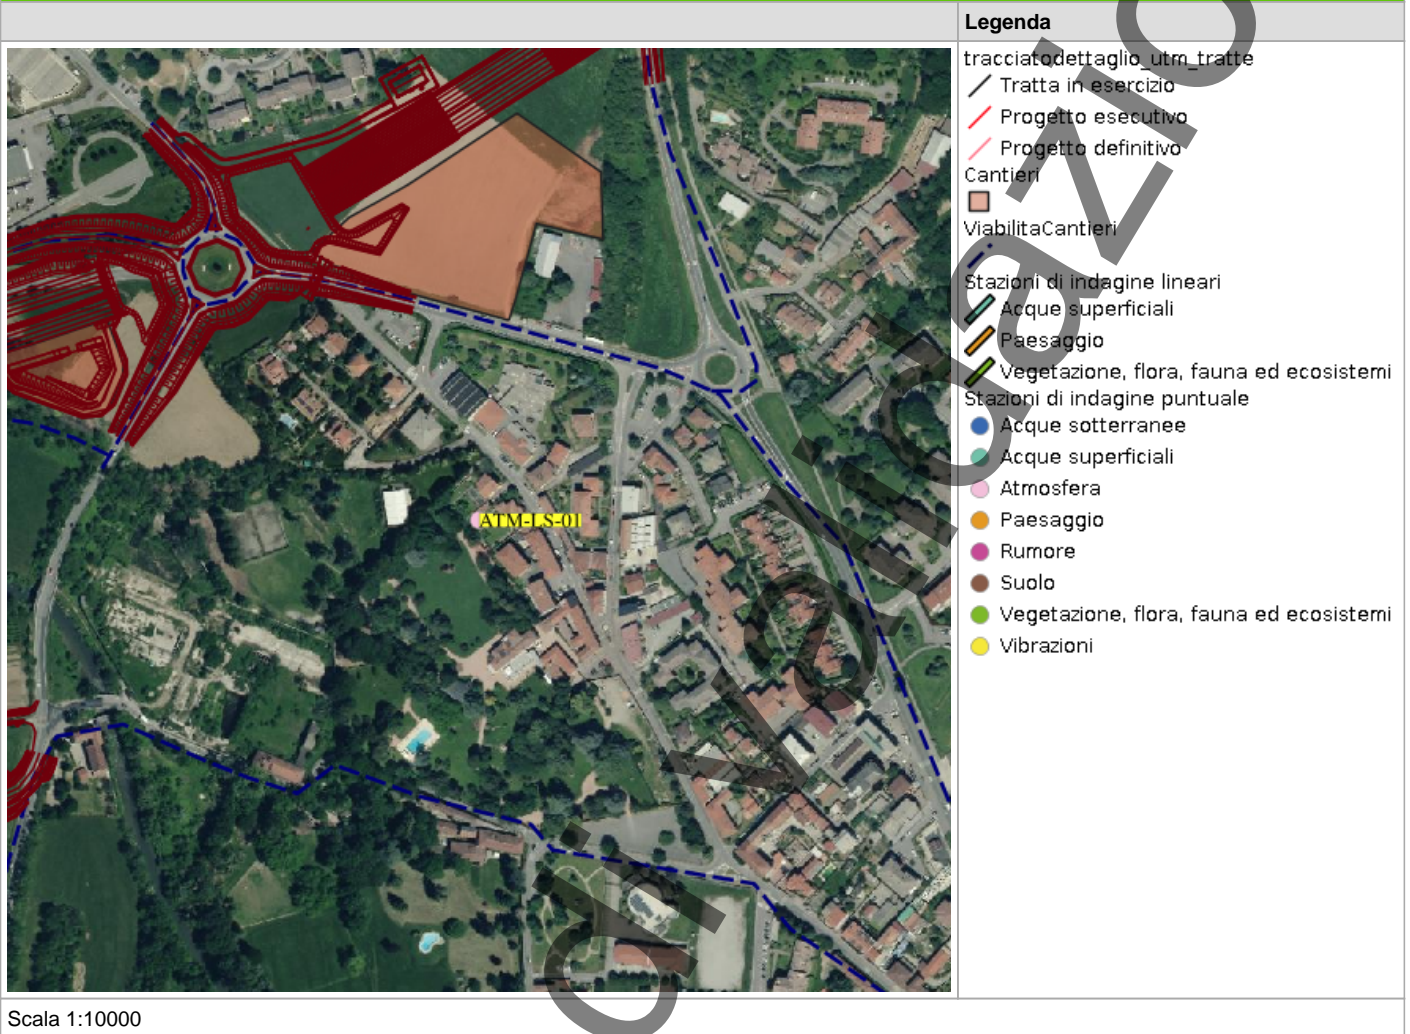 Legenda
tracciatodettaglio_utm_tratte
Tratta in esercizio
Progetto esecutivo
Progetto definitivo
Cantieri
ViabilitaCantieri
Stazioni di indagine lineari
Acque superficiali
Paesaggio
Vegetazione, flora, fauna ed ecosistemi
Stazioni di indagine puntuale
Acque sotterranee
Acque superficiali
Atmosfera
Paesaggio
Rumore
Suolo
Vegetazione, flora, fauna ed ecosistemi
Vibrazioni
ATM-LS-01
di validazio
Scala 1:10000